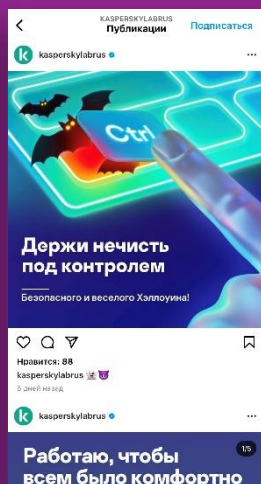 KASPERSKYLABRUS
Публикации
Подписаться
kasperskylabrus
Ctrl
Держи нечисть
под контролем
Безопасного и веселого Хэллоуина!
Нравится: 88
kasperskylabrus
5 дней назад
kasperskylabrus
1/5
Работаю, чтобы
всем было комфортно